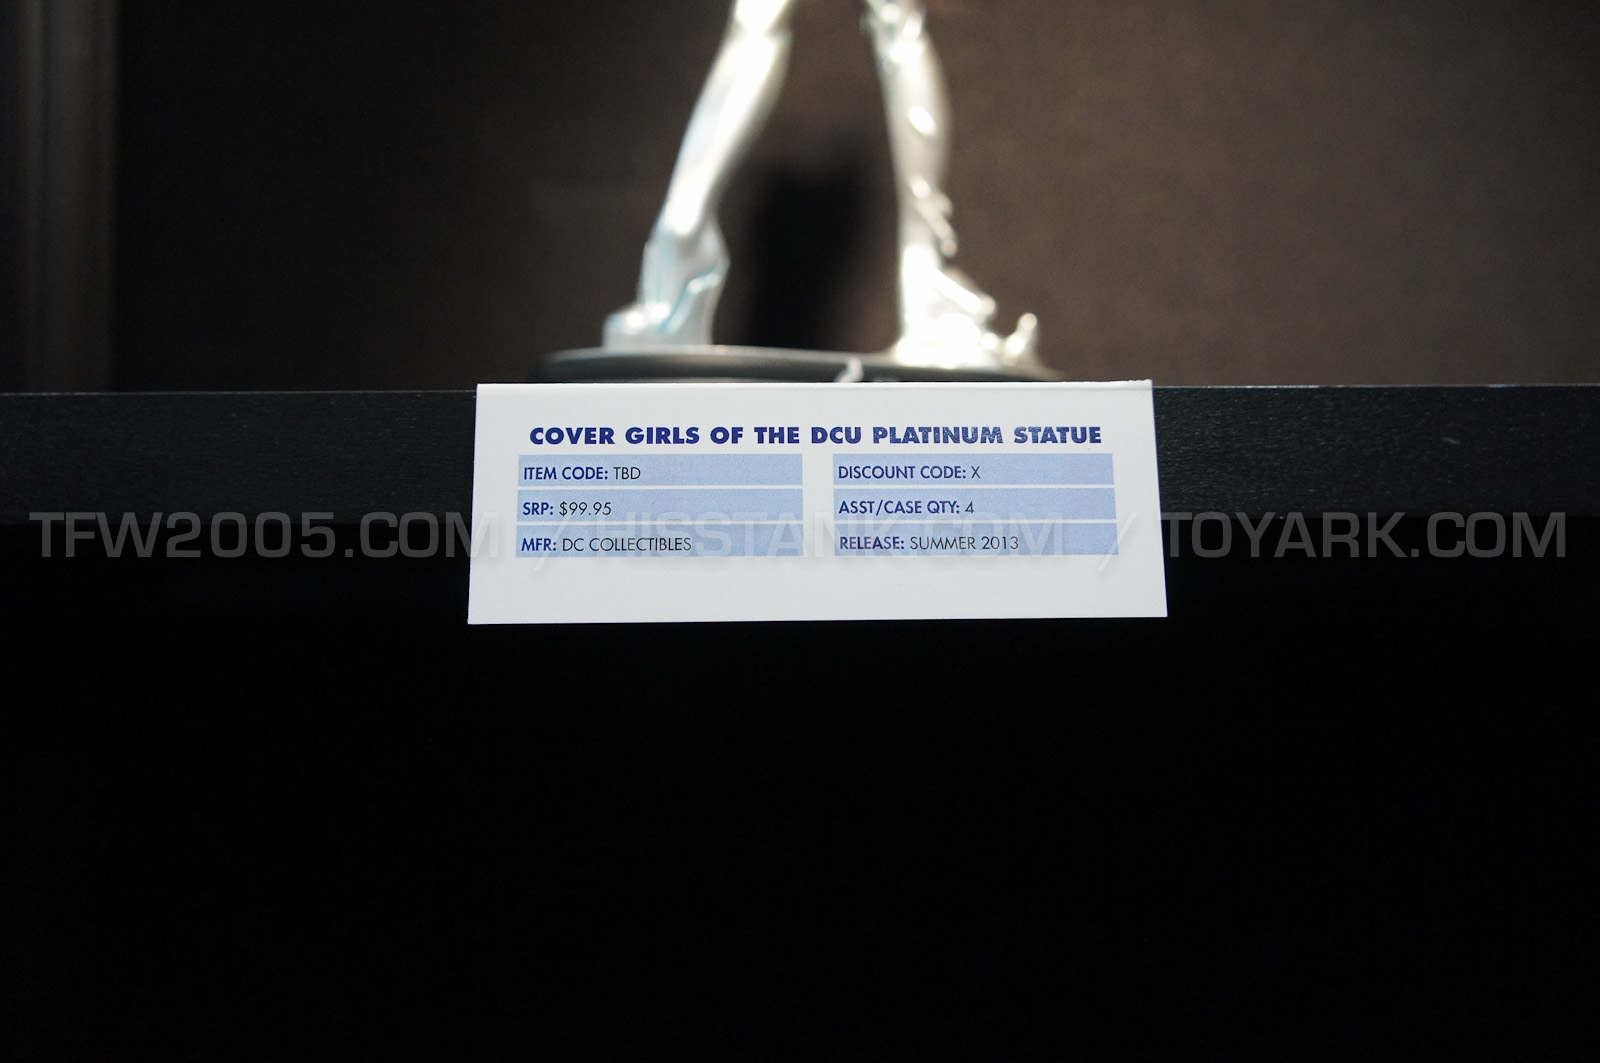 COVER GIRLS OF THE DCU PLATINUM STATUE
ITEM CODE: TBD
DISCOUNT CODE: X
SRP: $99.95
ASST/CASE QTY: 4
MFR: DC COLLECTIBLES
RELEASE: SUMMER 2013
TFW2005.COM / HISSTANK.COM / TOYARK.COM